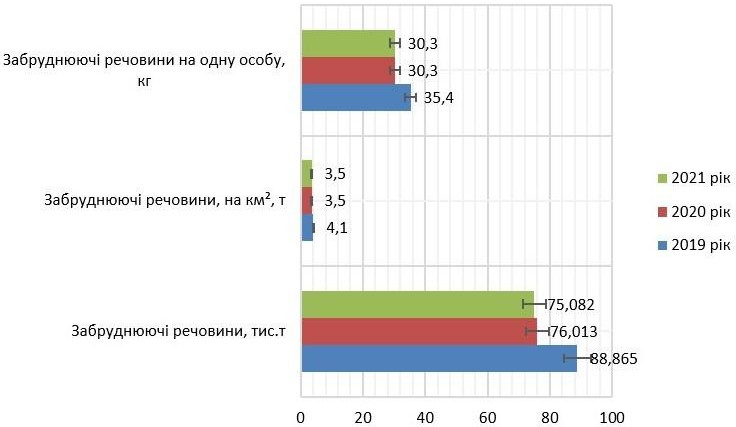 Забруднюючі речовини на одну особу,
кг
30,3
30,3
35,4
Забруднюючі речовини, на км², т
3,5
3,5
4,1
Забруднюючі речовини, тис.т
75,082
76,013
88,865
0 20 40 60 80 100
2021 рік
2020 рік
2019 рік